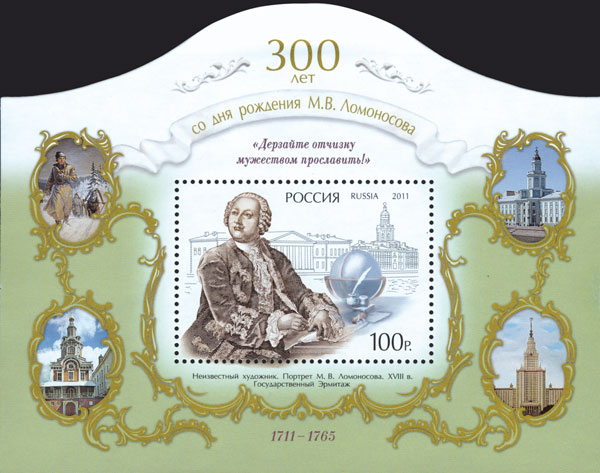 300
лет
со дня рождения М.В. Ломоносова
«Дерзайте отчизну
мужеством прославить!»
РОССИЯ RUSSIA 2011
100 Р.
Неизвестный художник. Портрет М. В. Ломоносова. XVIII в.
Государственный Эрмитаж
1711–1765